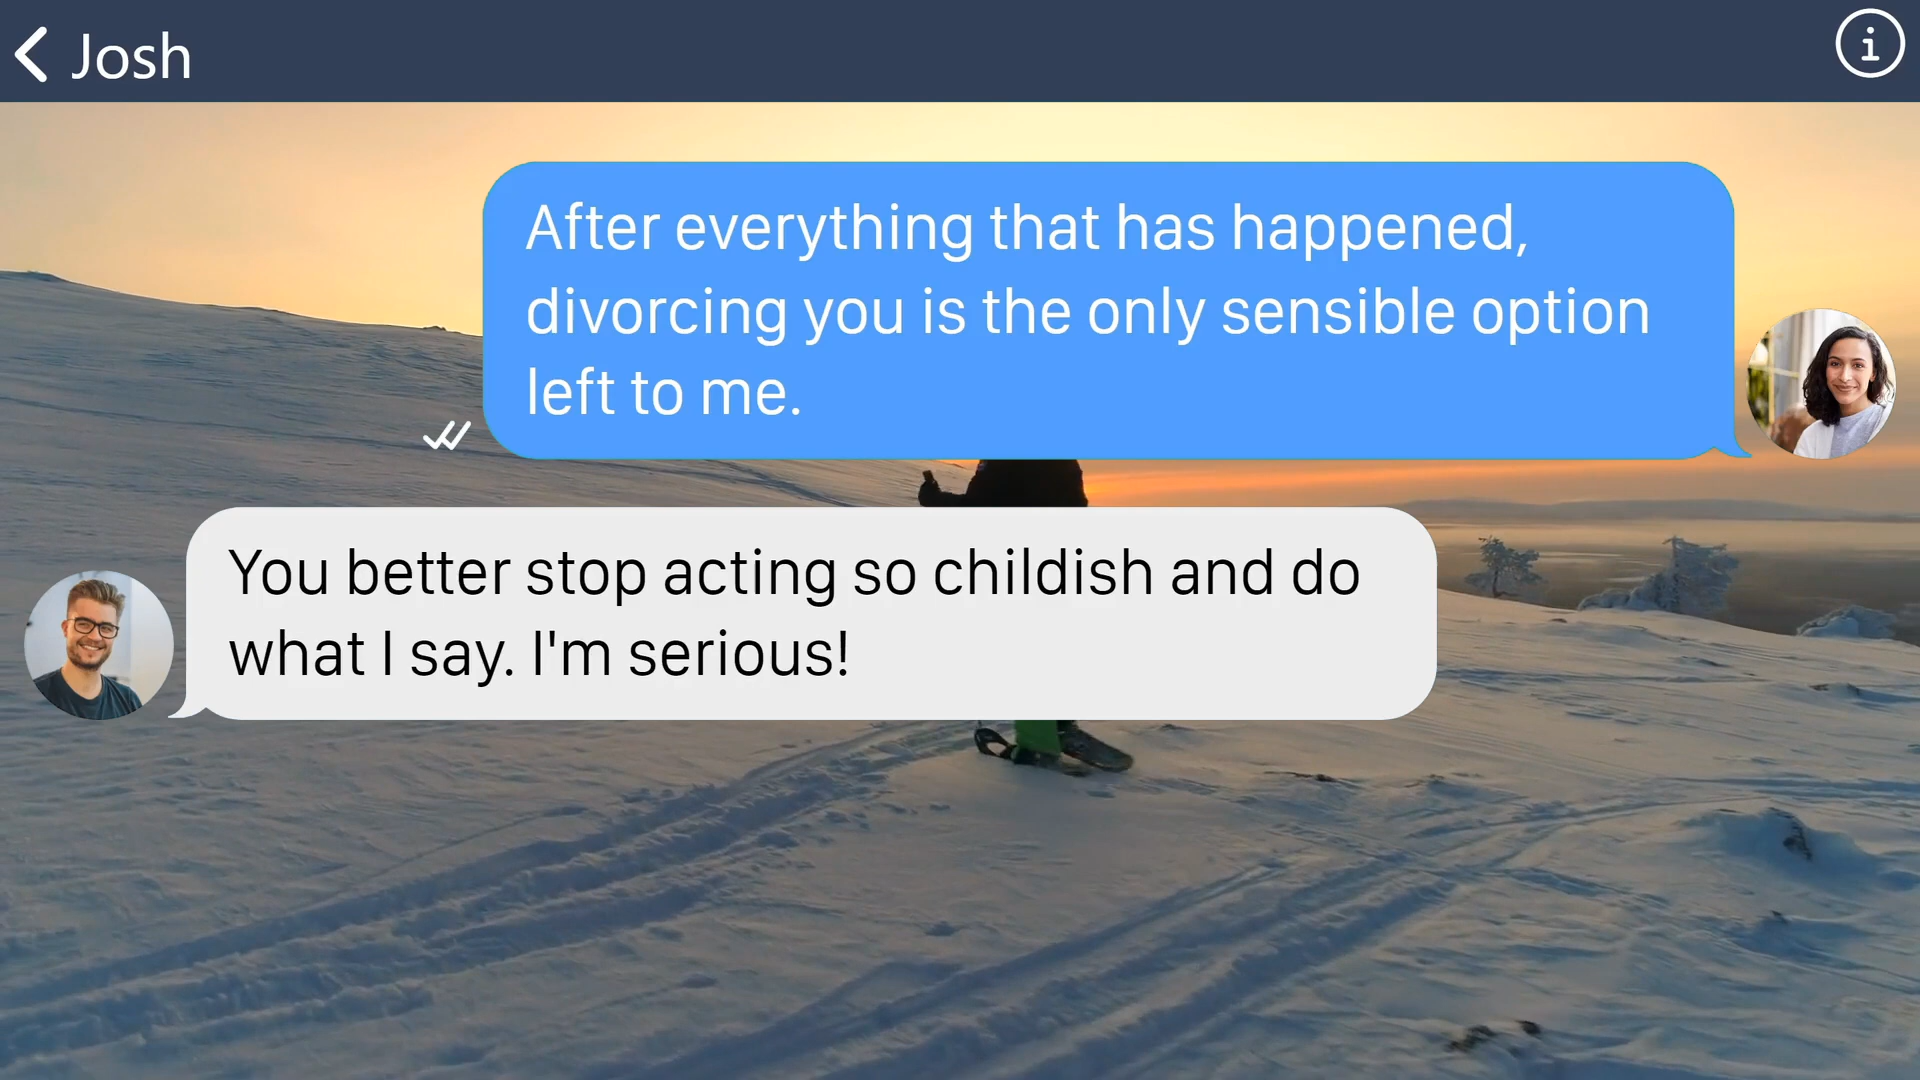 Josh
After everything that has happened,
divorcing you is the only sensible option
left to me.
You better stop acting so childish and do
what I say. I'm serious!